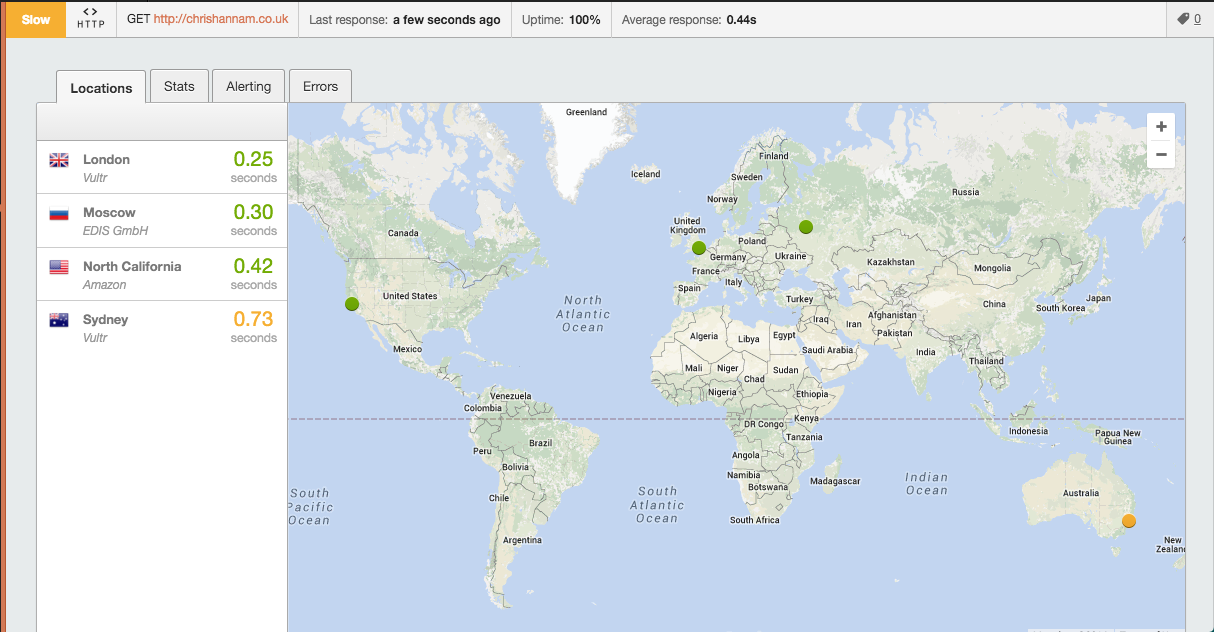 Slow
<>
HTTP
GET http://chrishannam.co.uk
Last response: a few seconds ago
Uptime: 100%
Average response: 0.44s
0
Locations
Stats
Alerting
Errors
London
Vultr
0.25
seconds
Moscow
EDIS GmbH
0.30
seconds
North California
Amazon
0.42
seconds
Sydney
Vultr
0.73
seconds
+
−
Greenland
Finland
Iceland
Sweden
Russia
Norway
United
Kingdom
Canada
Poland
Germany
Ukraine
Kazakhstan
Mongolia
France
Italy
Spain
United States
Turkey
China
Japan
South Korea
North
Atlantic
Ocean
Iraq
Iran
Afghanistan
Pakistan
Algeria
Libya
Egypt
Saudi Arabia
India
Mexico
Thailand
Mali
Niger
Chad
Sudan
Nigeria
Ethiopia
Venezuela
Colombia
Kenya
DR Congo
Tanzania
Indonesia
Papua New
Guinea
Brazil
Peru
Bolivia
Angola
Namibia
Botswana
Madagascar
Indian
Ocean
South
Pacific
Ocean
South
Atlantic
Ocean
Chile
Australia
South Africa
Argentina
New
Zealand